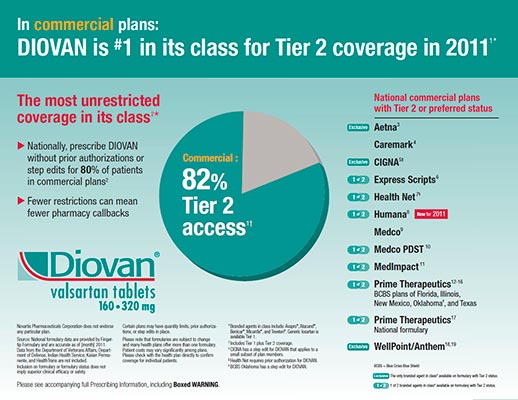 In commercial plans:
DIOVAN is #1 in its class for Tier 2 coverage in 2011¹*
The most unrestricted
coverage in its class²*
▶ Nationally, prescribe DIOVAN
without prior authorizations or
step edits for 80% of patients
in commercial plans²
▶ Fewer restrictions can mean
fewer pharmacy callbacks
Commercial :
82%
Tier 2
access¹†
Diovan®
valsartan tablets
160 • 320 mg
National commercial plans
with Tier 2 or preferred status
Exclusive Aetna³
Caremark⁴
Exclusive CIGNA⁵‡
1 of 2 Express Scripts⁶
1 of 2 Health Net⁷§
1 of 2 Humana⁸ New for 2011
Medco⁹
1 of 2 Medco PDST¹⁰
1 of 2 MedImpact¹¹
1 of 2 Prime Therapeutics¹²⁻¹⁶
BCBS plans of Florida, Illinois,
New Mexico, Oklahoma, and Texas
1 of 2 Prime Therapeutics¹⁷
National formulary
Exclusive WellPoint/Anthem¹⁸,¹⁹
BCBS = Blue Cross Blue Shield
Exclusive The only branded agent in class* available on formulary with Tier 2 status.
1 of 2 1 of 2 branded agents in class* available on formulary with Tier 2 status.
Novartis Pharmaceuticals Corporation does not endorse
any particular plan.
Source: National formulary data are provided by Finger-
tip Formulary and are accurate as of [month] 2011.
Data from the Department of Veterans Affairs, Depart-
ment of Defense, Indian Health Service, Kaiser Perma-
nente, and HealthTrans are not included.
Inclusion on formulary or formulary status does not
imply superior clinical efficacy or safety.
Certain plans may have quantity limits, prior authoriza-
tions, or step edits in place.
Please note that formularies are subject to change
and many health plans offer more than one formulary.
Patient costs may vary significantly among plans.
Please check with the health plan directly to confirm
coverage for individual patients.
*Branded agents in class include Avapro®, Atacand®,
Benicar®, Micardis®, and Teveten®. Generic losartan is
available Tier 1.
†Includes Tier 1 plus Tier 2 coverage.
‡CIGNA has a step edit for DIOVAN that applies to a
small subset of plan members.
§Health Net requires prior authorization for DIOVAN.
BCBS Oklahoma has a step edit for DIOVAN.
Please see accompanying full Prescribing Information, including Boxed WARNING.